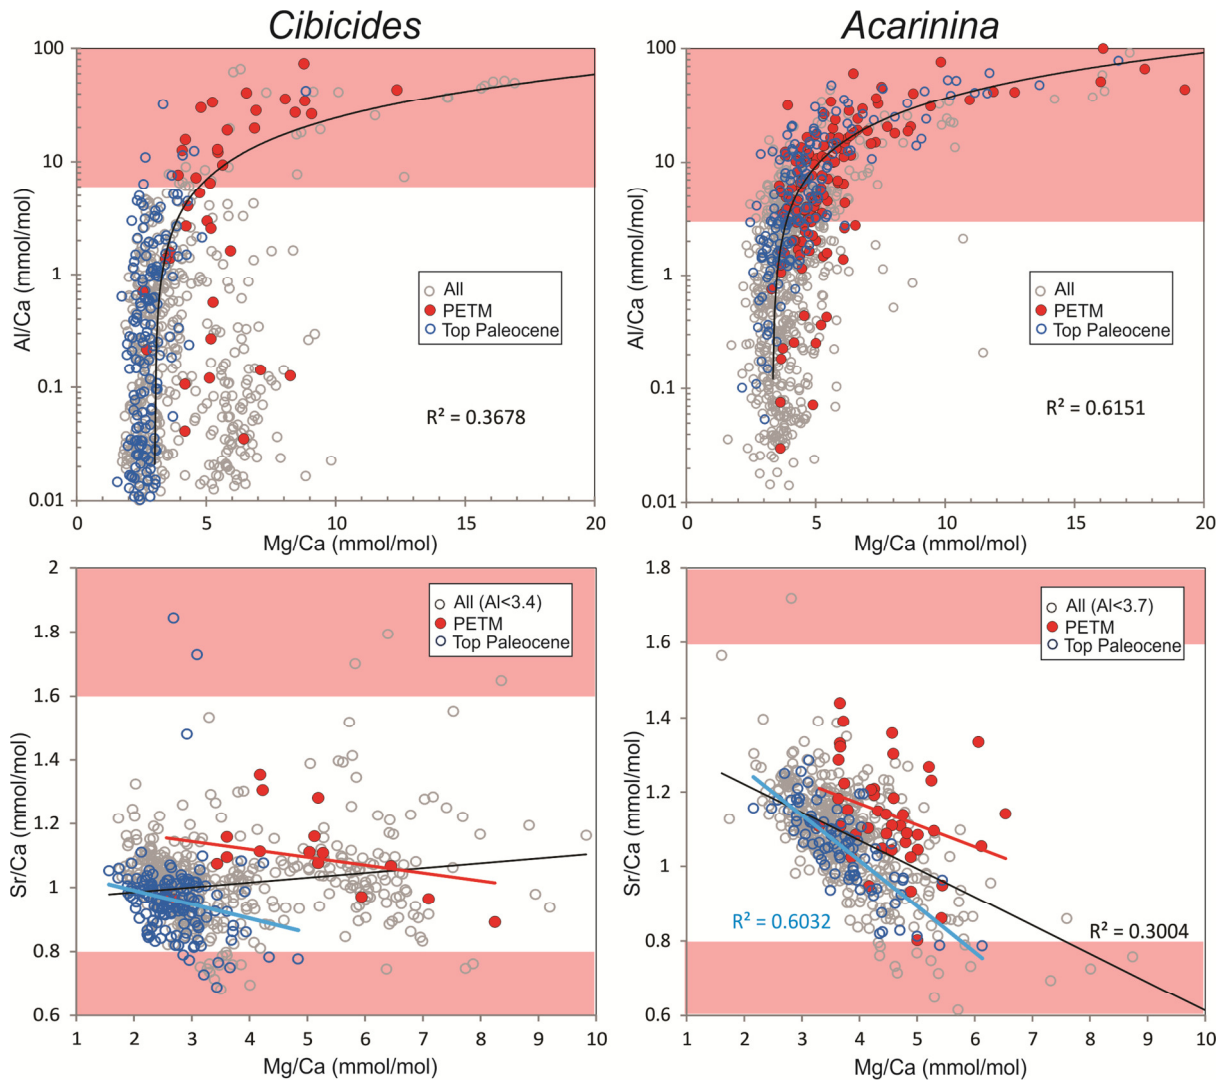 Cibicides
Acarinina
100
10
1
0.1
0.01
Al/Ca (mmol/mol)
All
PETM
Top Paleocene
R² = 0.3678
0 5 10 15 20
Mg/Ca (mmol/mol)
100
10
1
0.1
0.01
Al/Ca (mmol/mol)
All
PETM
Top Paleocene
R² = 0.6151
0 5 10 15 20
Mg/Ca (mmol/mol)
2
1.8
1.6
1.4
1.2
1
0.8
0.6
Sr/Ca (mmol/mol)
All (Al<3.4)
PETM
Top Paleocene
1 2 3 4 5 6 7 8 9 10
Mg/Ca (mmol/mol)
1.8
1.6
1.4
1.2
1
0.8
0.6
Sr/Ca (mmol/mol)
All (Al<3.7)
PETM
Top Paleocene
R² = 0.6032
R² = 0.3004
1 2 3 4 5 6 7 8 9 10
Mg/Ca (mmol/mol)